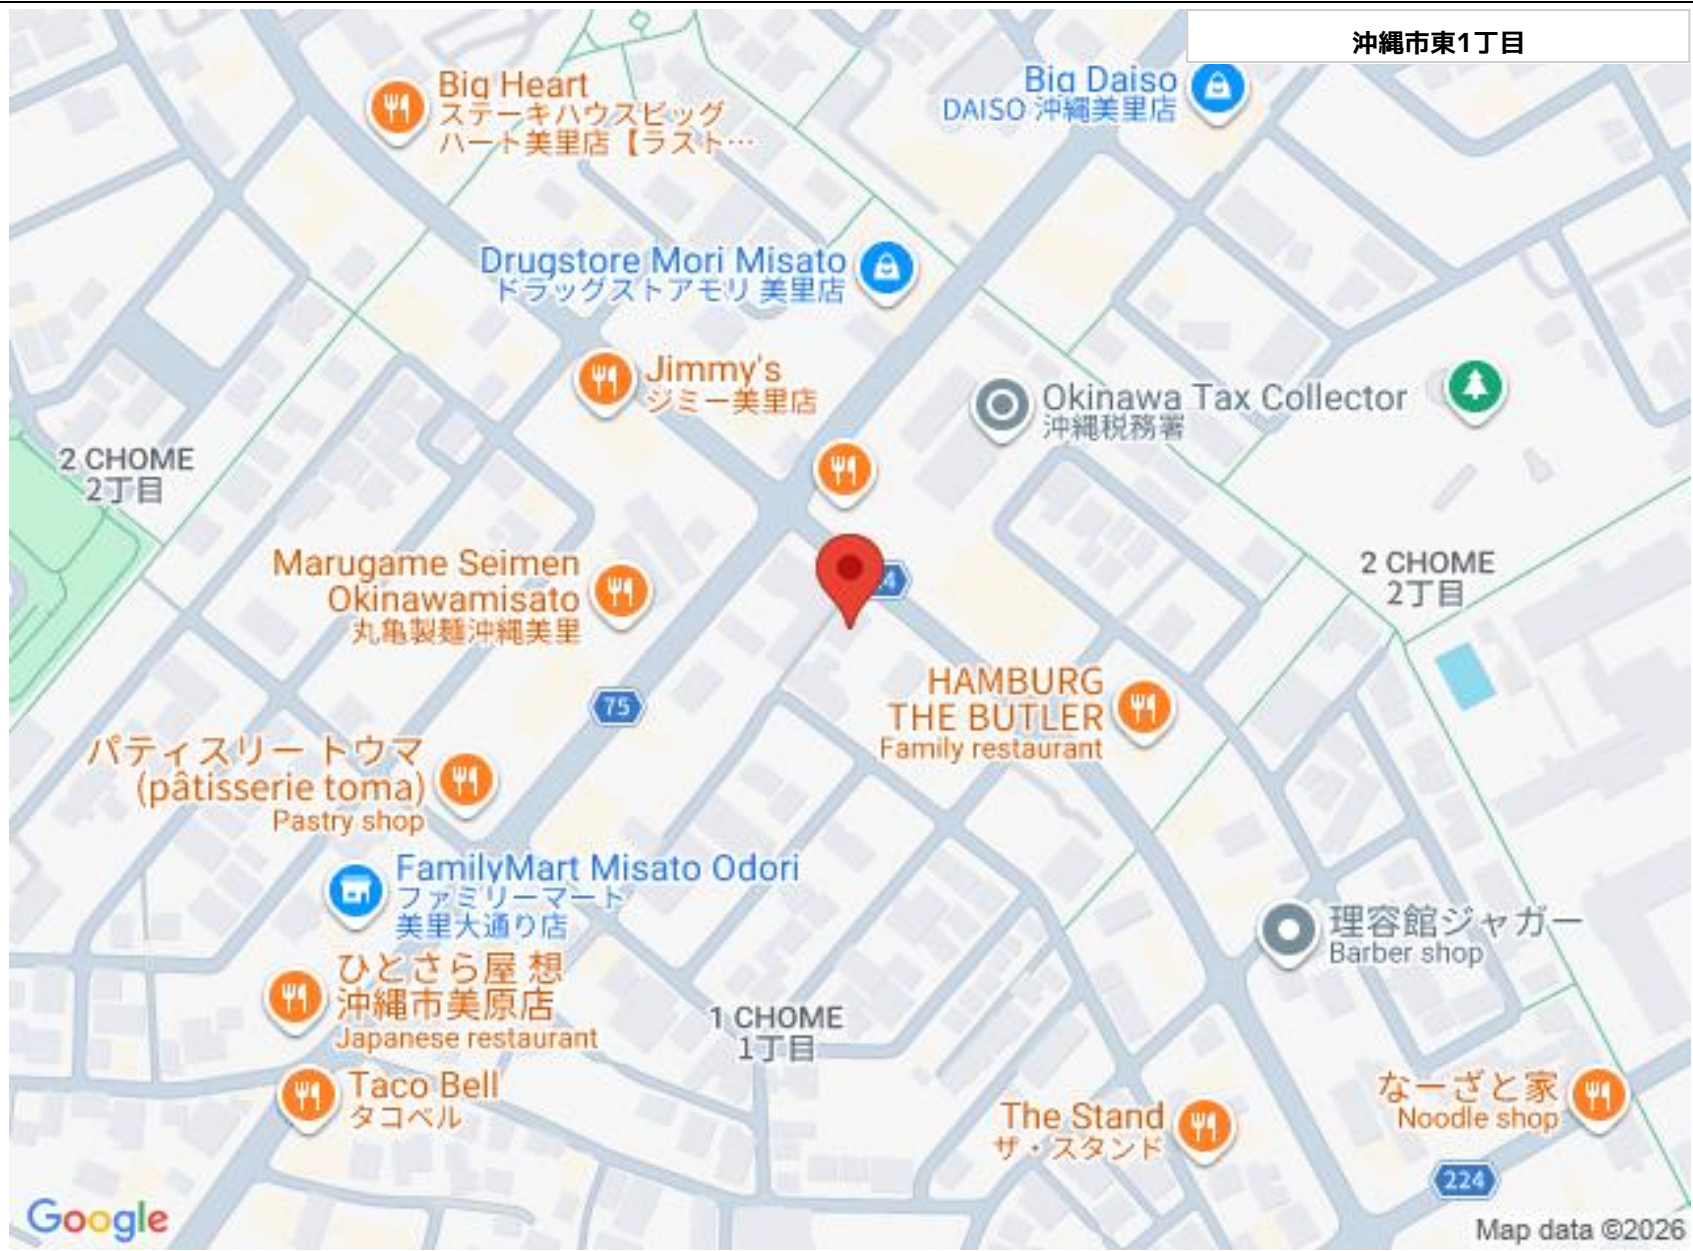 沖縄市東1丁目
Big Heart
ステーキハウスビッグ
ハート美里店【ラスト…
Big Daiso
DAISO 沖縄美里店
Drugstore Mori Misato
ドラッグストアモリ 美里店
Jimmy's
ジミー美里店
Okinawa Tax Collector
沖縄税務署
2 CHOME
2丁目
Marugame Seimen
Okinawamisato
丸亀製麺沖縄美里
2 CHOME
2丁目
HAMBURG
THE BUTLER
Family restaurant
75
パティスリー トウマ
(pâtisserie toma)
Pastry shop
FamilyMart Misato Odori
ファミリーマート
美里大通り店
理容館ジャガー
Barber shop
ひとさら屋 想
沖縄市美原店
Japanese restaurant
1 CHOME
1丁目
Taco Bell
タコベル
The Stand
ザ・スタンド
なーざと家
Noodle shop
224
Google
Map data ©2026